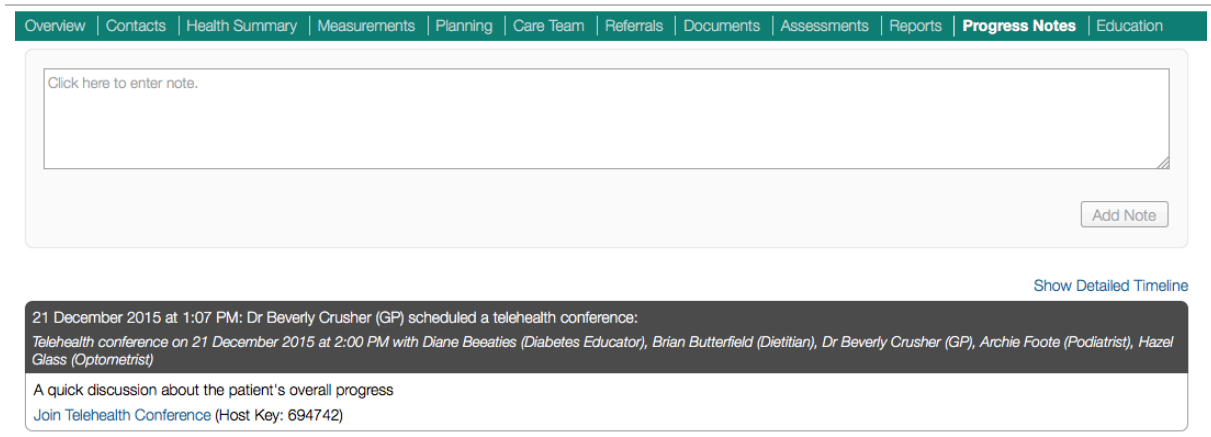 Overview | Contacts | Health Summary | Measurements | Planning | Care Team | Referrals | Documents | Assessments | Reports | Progress Notes | Education
Click here to enter note.
Add Note
Show Detailed Timeline
21 December 2015 at 1:07 PM: Dr Beverly Crusher (GP) scheduled a telehealth conference:
Telehealth conference on 21 December 2015 at 2:00 PM with Diane Beeaties (Diabetes Educator), Brian Butterfield (Dietitian), Dr Beverly Crusher (GP), Archie Foote (Podiatrist), Hazel
Glass (Optometrist)
A quick discussion about the patient's overall progress
Join Telehealth Conference (Host Key: 694742)